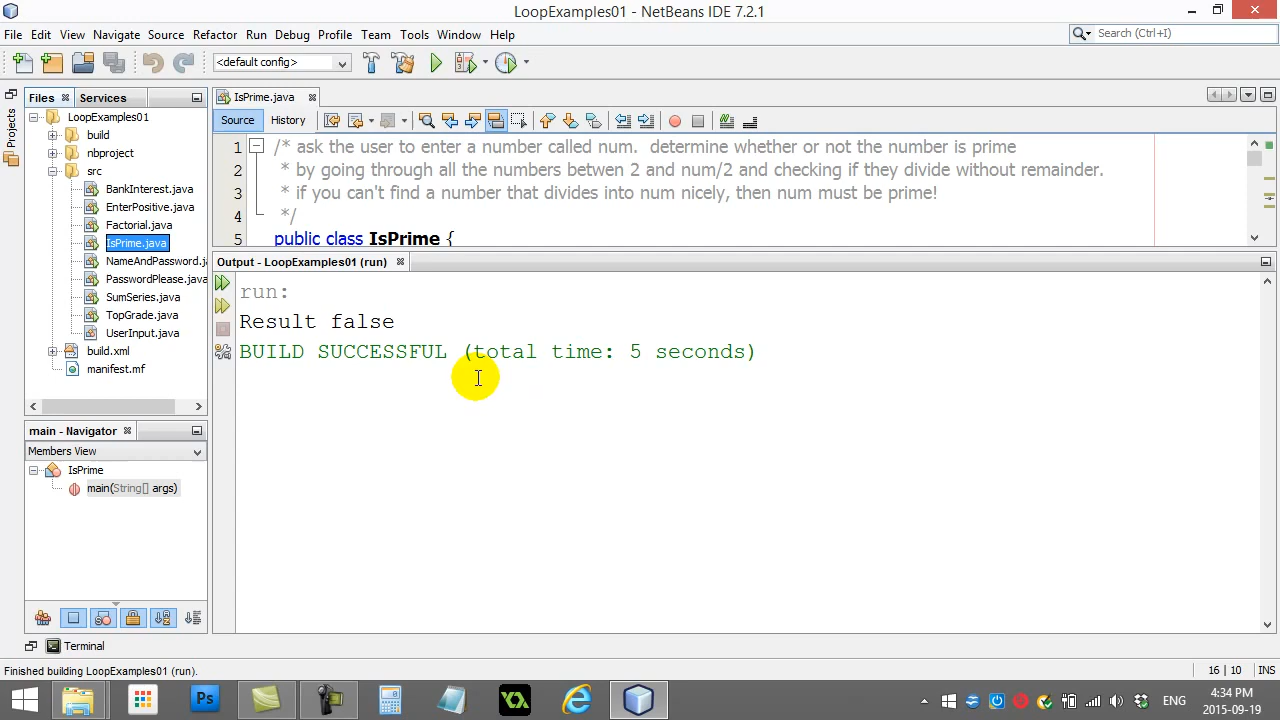 LoopExamples01 - NetBeans IDE 7.2.1
File Edit View Navigate Source Refactor Run Debug Profile Team Tools Window Help
Search (Ctrl+I)
<default config>
Projects
Files Services
LoopExamples01
build
nbproject
src
BankInterest.java
EnterPositive.java
Factorial.java
IsPrime.java
NameAndPassword.j
PasswordPlease.java
SumSeries.java
TopGrade.java
UserInput.java
build.xml
manifest.mf
main - Navigator
Members View
IsPrime
main(String[] args)
IsPrime.java
Source History
1 /* ask the user to enter a number called num. determine whether or not the number is prime
2 * by going through all the numbers betwen 2 and num/2 and checking if they divide without remainder.
3 * if you can't find a number that divides into num nicely, then num must be prime!
4 */
5 public class IsPrime {
Output - LoopExamples01 (run)
run:
Result false
BUILD SUCCESSFUL (total time: 5 seconds)
Terminal
Finished building LoopExamples01 (run).
16 | 10 INS
Ps
ENG
4:34 PM
2015-09-19